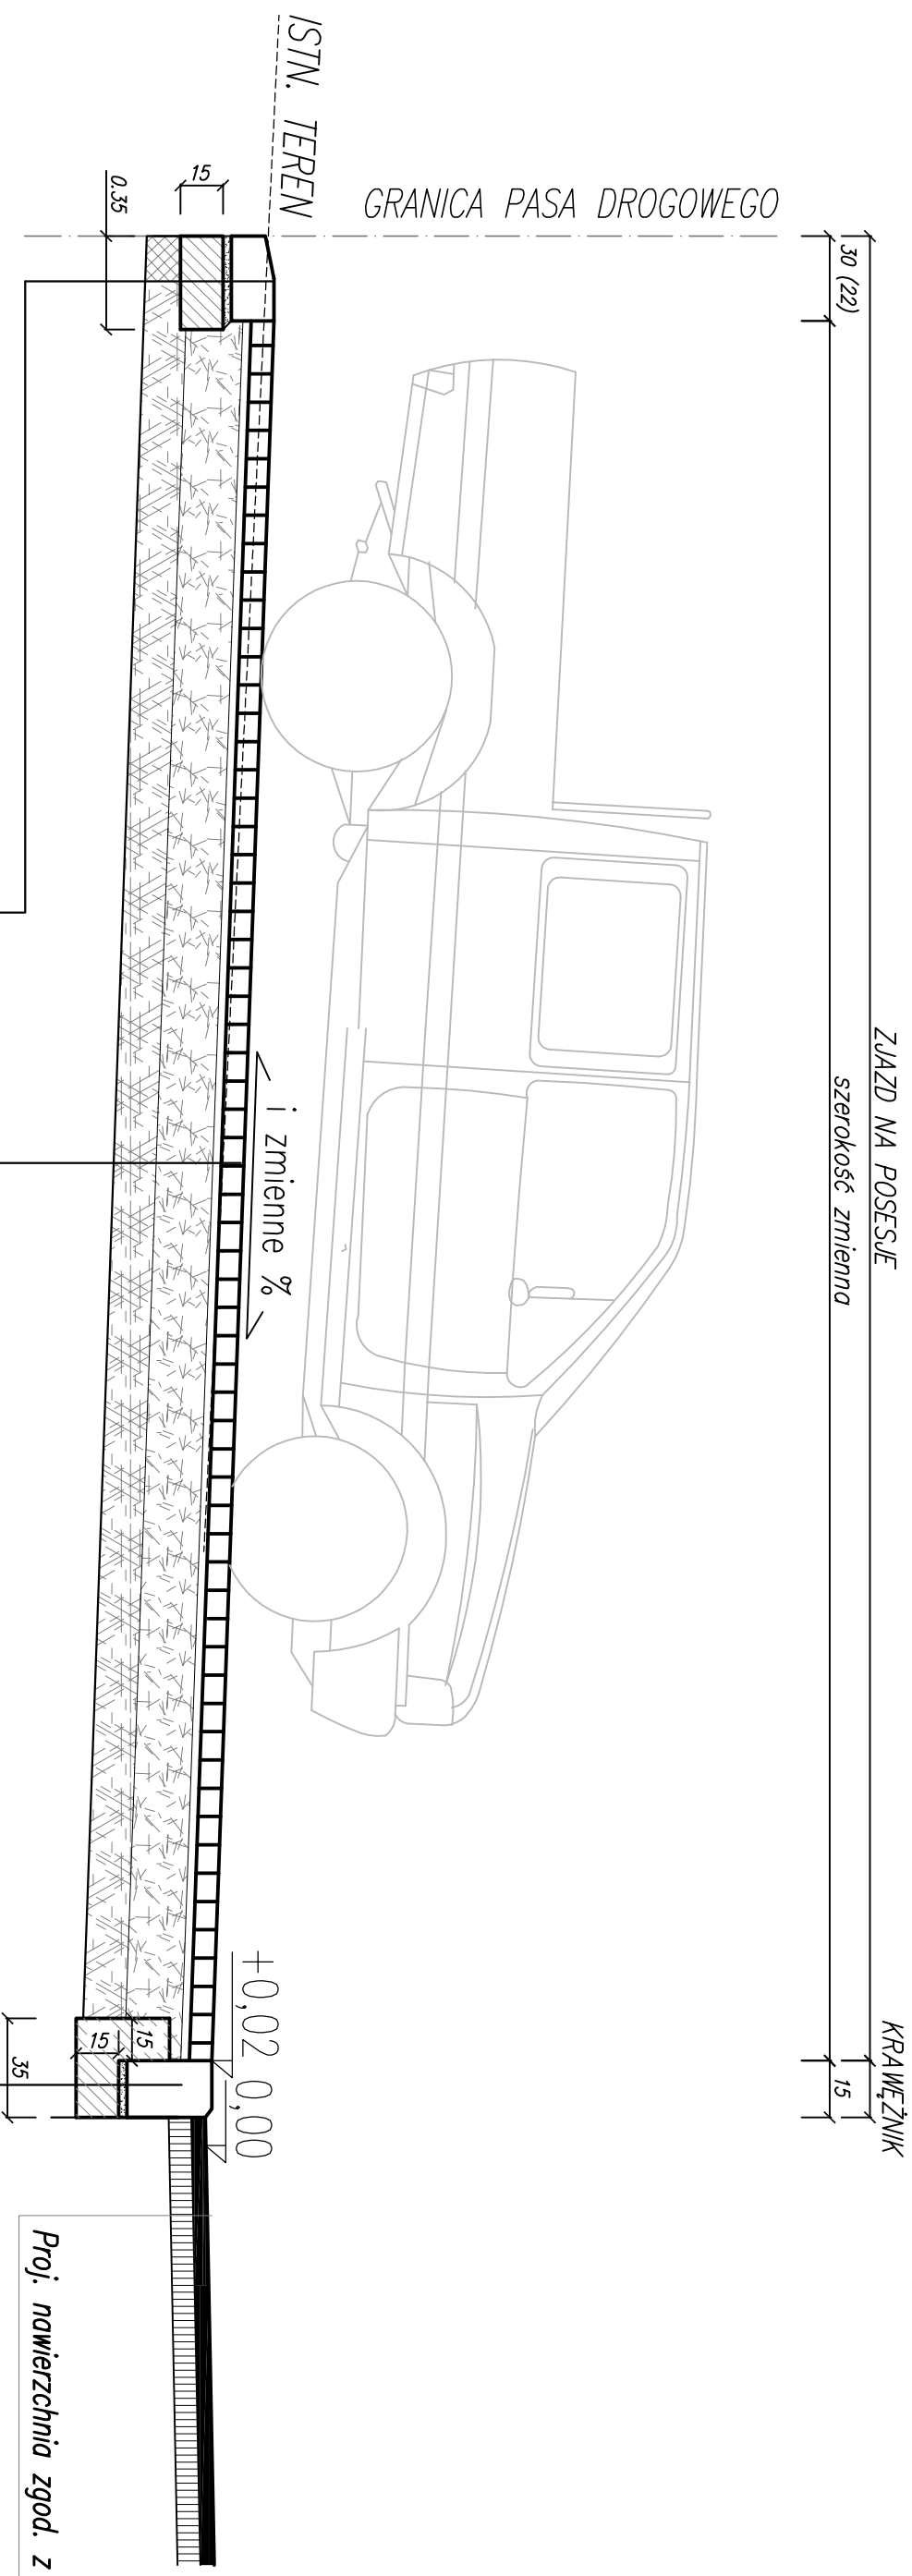 ZJAZD NA POSESJE
KRAWĘŻNIK
szerokość zmienna
30 (22)
15
GRANICA PASA DROGOWEGO
ISTN. TEREN
i zmienne %
+0,02
0,00
15
0.35
15
15
35
Proj. nawierzchnia zgod. z